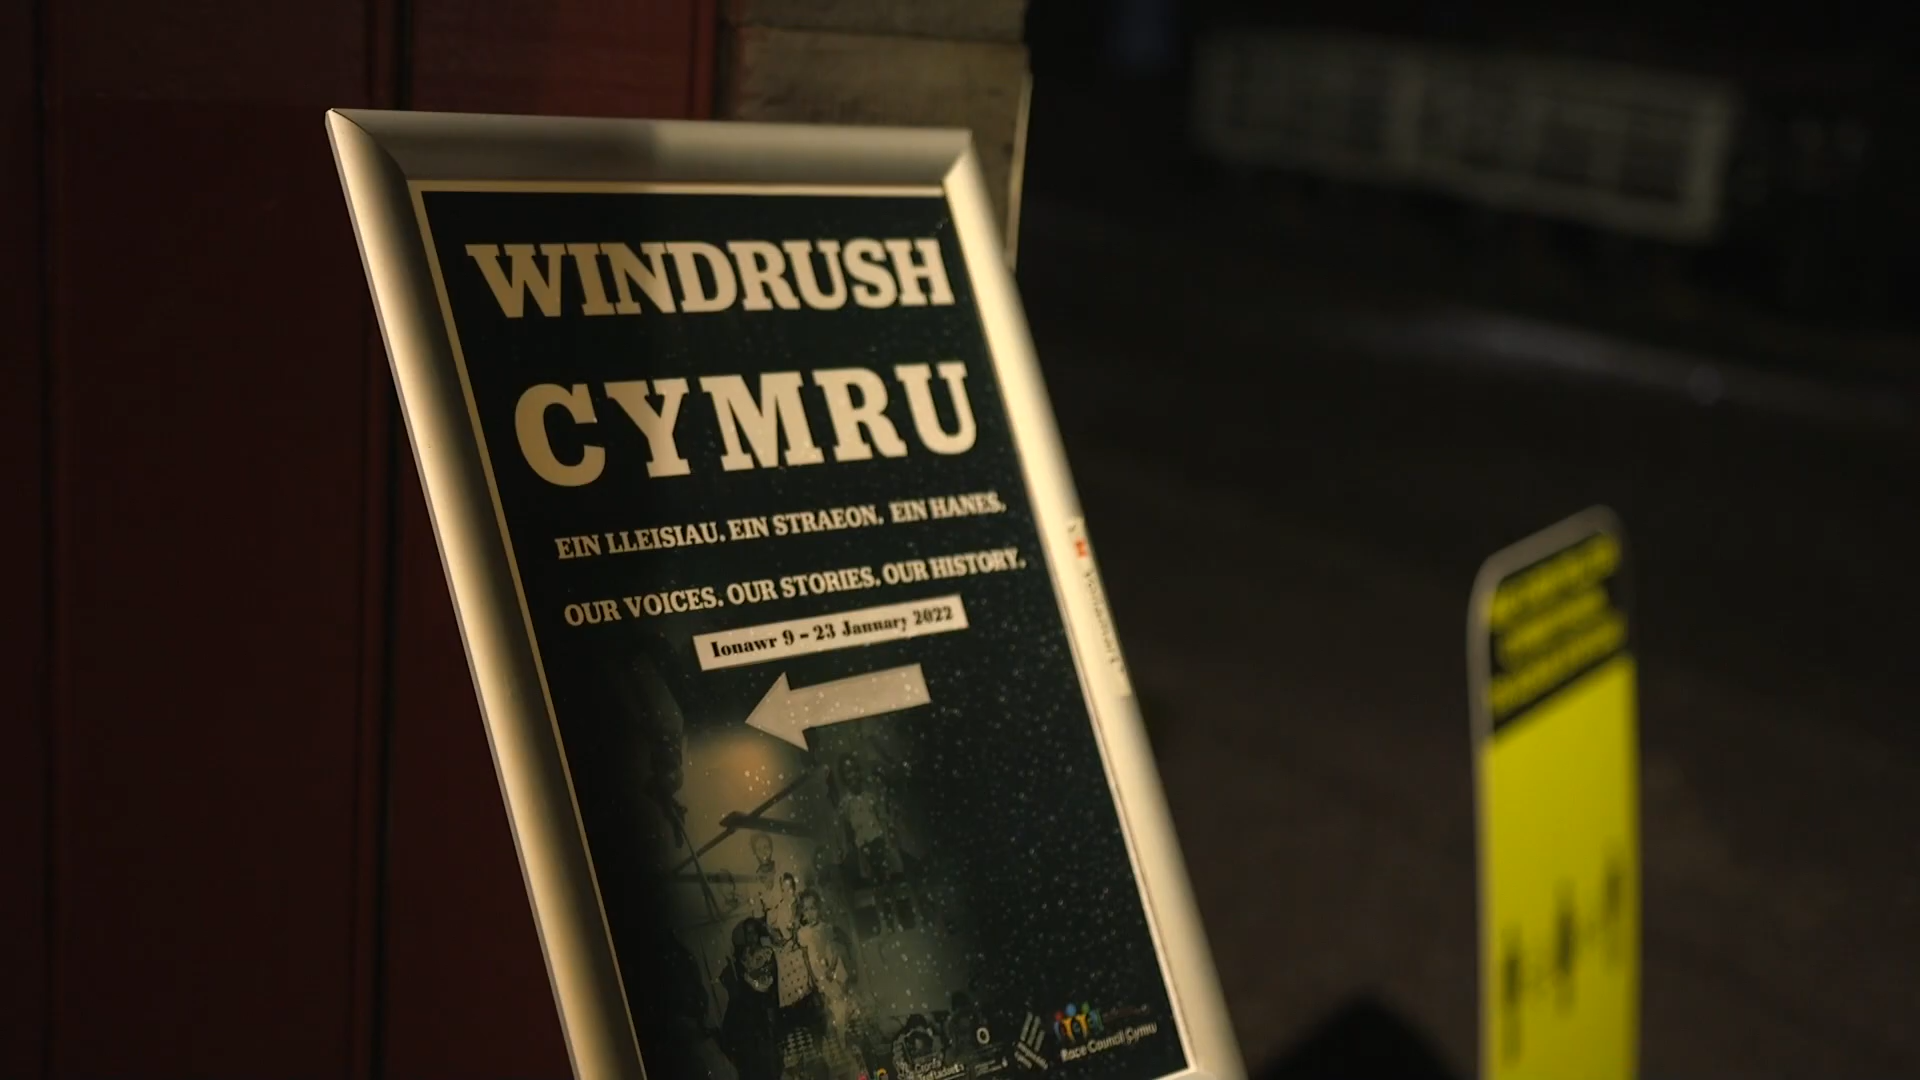 WINDRUSH
CYMRU
EIN LLEISIAU. EIN STRAEON. EIN HANES.
OUR VOICES. OUR STORIES. OUR HISTORY.
Ionawr 9 – 23 January 2022
Race Council Cymru